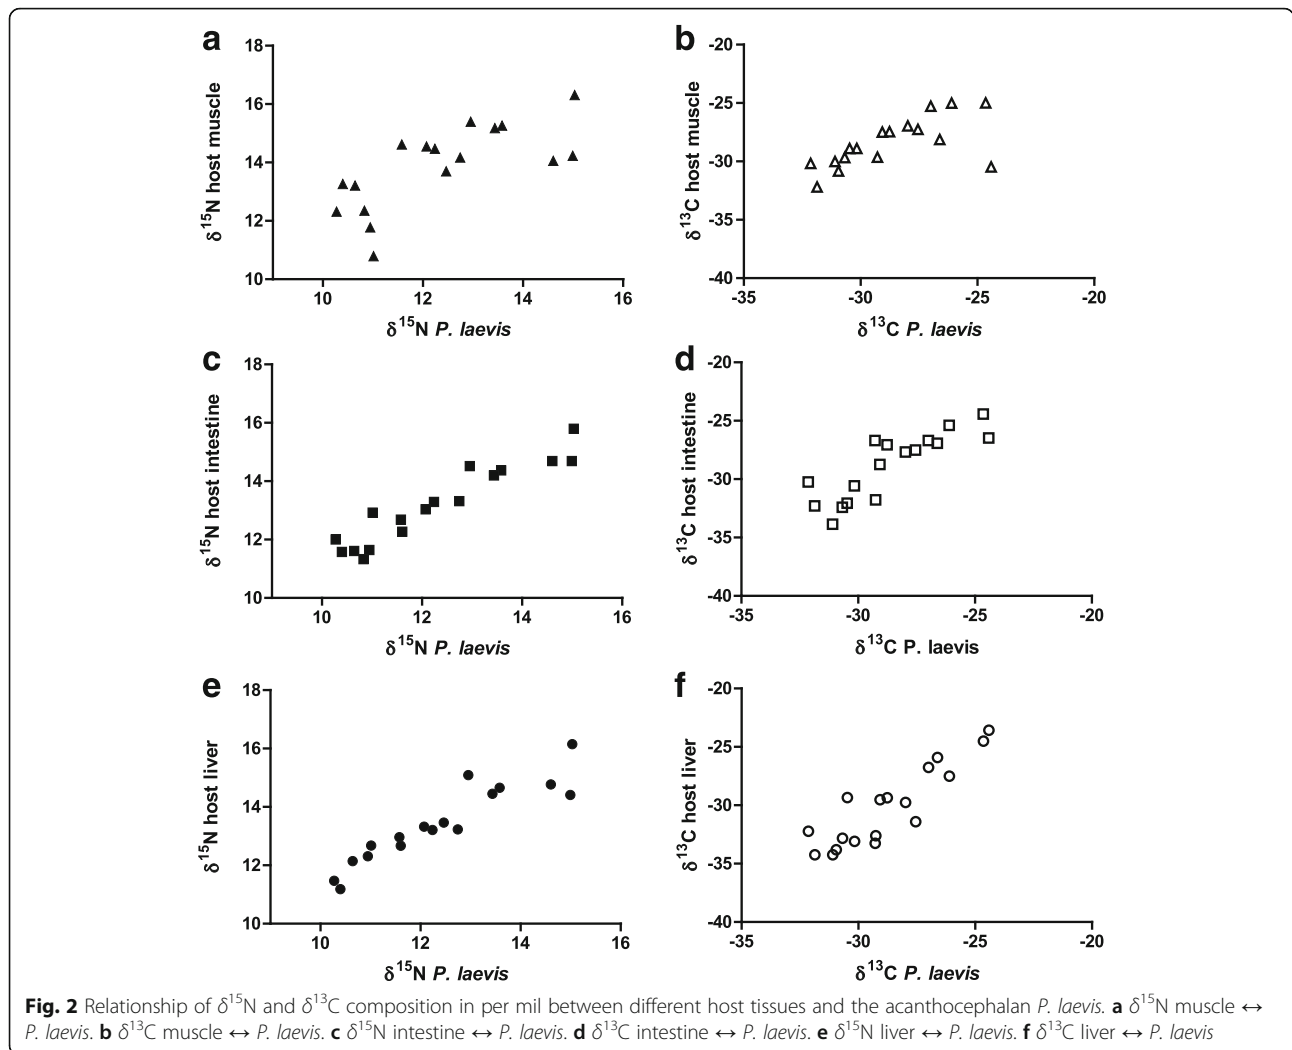 a
18
16
14
12
10
δ15N host muscle
10 12 14 16
δ15N P. laevis
b
-20
-25
-30
-35
-40
δ13C host muscle
-35 -30 -25 -20
δ13C P. laevis
c
18
16
14
12
10
δ15N host intestine
10 12 14 16
δ15N P. laevis
d
-20
-25
-30
-35
-40
δ13C host intestine
-35 -30 -25 -20
δ13C P. laevis
e
18
16
14
12
10
δ15N host liver
10 12 14 16
δ15N P. laevis
f
-20
-25
-30
-35
-40
δ13C host liver
-35 -30 -25 -20
δ13C P. laevis
Fig. 2 Relationship of δ15N and δ13C composition in per mil between different host tissues and the acanthocephalan P. laevis. a δ15N muscle ↔
P. laevis. b δ13C muscle ↔ P. laevis. c δ15N intestine ↔ P. laevis. d δ13C intestine ↔ P. laevis. e δ15N liver ↔ P. laevis. f δ13C liver ↔ P. laevis